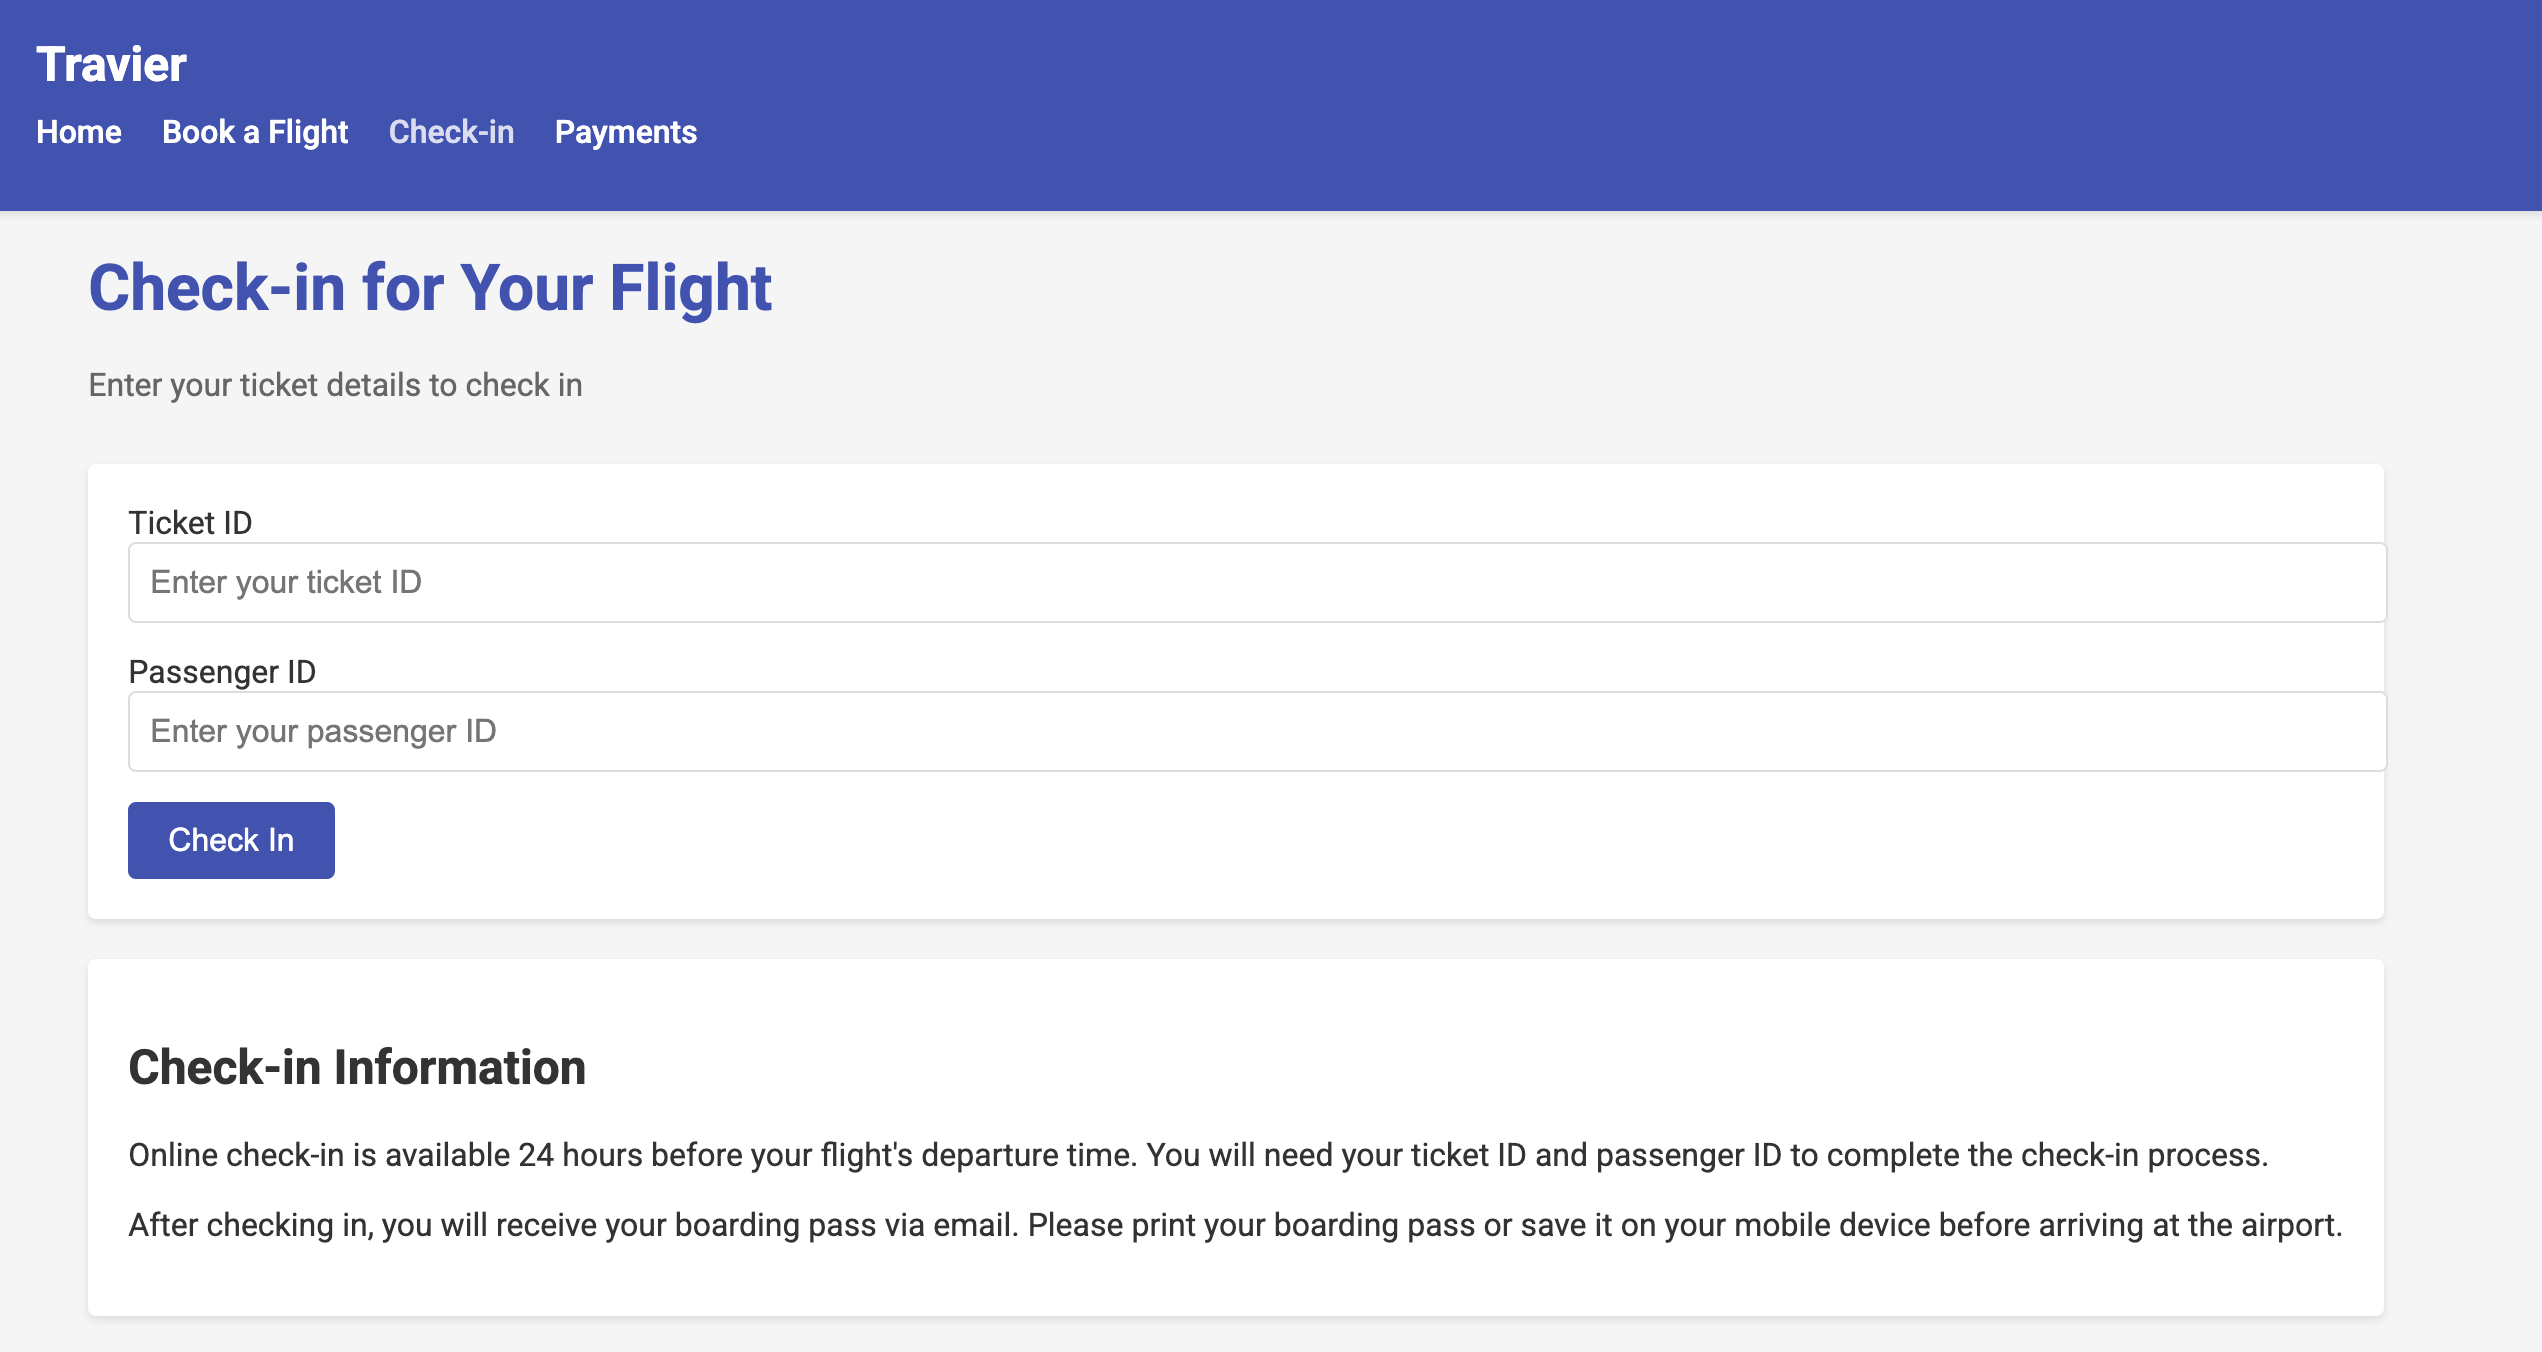 Travier
Home Book a Flight Check-in Payments
Check-in for Your Flight
Enter your ticket details to check in
Ticket ID
Enter your ticket ID
Passenger ID
Enter your passenger ID
Check In
Check-in Information
Online check-in is available 24 hours before your flight's departure time. You will need your ticket ID and passenger ID to complete the check-in process.
After checking in, you will receive your boarding pass via email. Please print your boarding pass or save it on your mobile device before arriving at the airport.